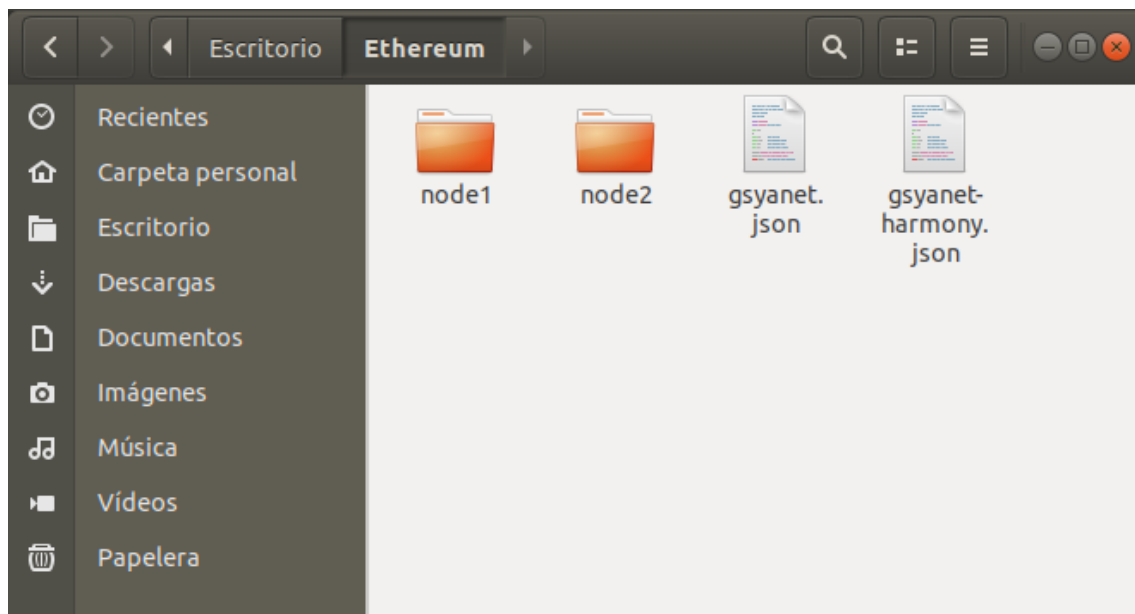 Escritorio
Ethereum
Recientes
Carpeta personal
Escritorio
Descargas
Documentos
Imágenes
Música
Vídeos
Papelera
node1
node2
gsyanet.
json
gsyanet-
harmony.
json